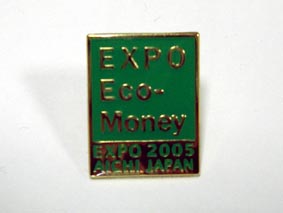 EXPO
Eco-
Money
EXPO 2005
AICHI JAPAN